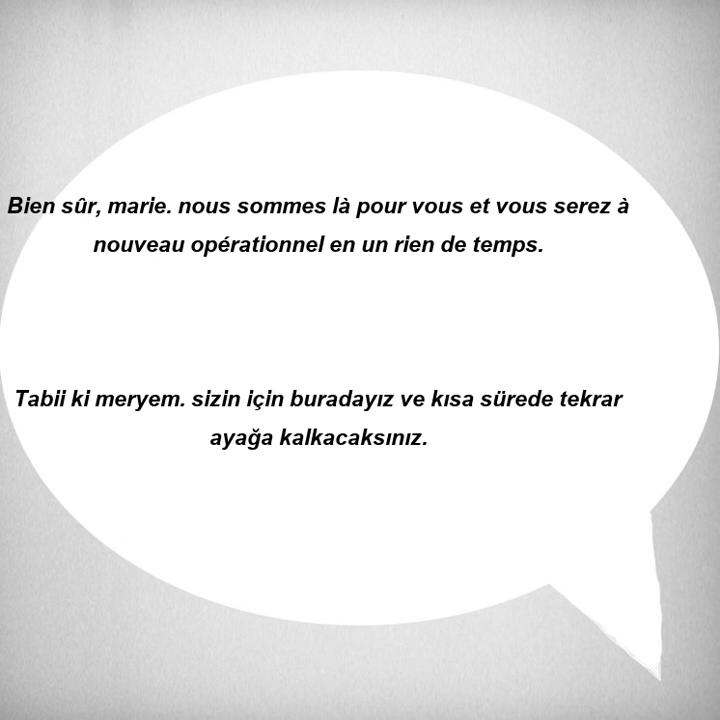 Bien sûr, marie. nous sommes là pour vous et vous serez à
nouveau opérationnel en un rien de temps.
Tabii ki meryem. sizin için buradayız ve kısa sürede tekrar
ayağa kalkacaksınız.